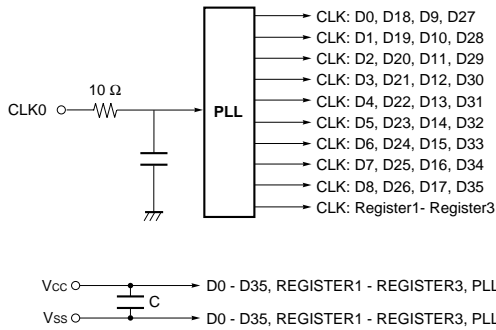 CLK: D0, D18, D9, D27
CLK: D1, D19, D10, D28
CLK: D2, D20, D11, D29
CLK: D3, D21, D12, D30
CLK: D4, D22, D13, D31
CLK: D5, D23, D14, D32
CLK: D6, D24, D15, D33
CLK: D7, D25, D16, D34
CLK: D8, D26, D17, D35
CLK: Register1- Register3
10 Ω
CLK0
PLL
VCC
D0 - D35, REGISTER1 - REGISTER3, PLL
C
VSS
D0 - D35, REGISTER1 - REGISTER3, PLL